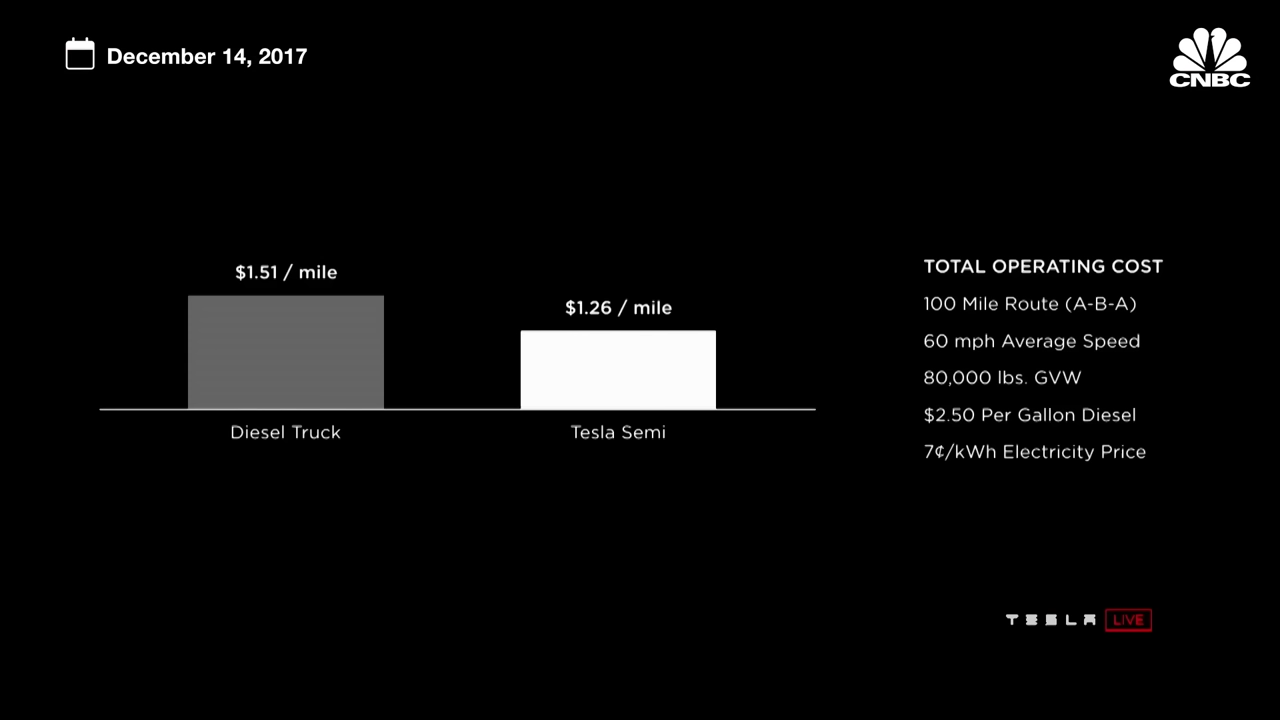 December 14, 2017
CNBC
$1.51 / mile
$1.26 / mile
Diesel Truck
Tesla Semi
TOTAL OPERATING COST
100 Mile Route (A-B-A)
60 mph Average Speed
80,000 lbs. GVW
$2.50 Per Gallon Diesel
7¢/kWh Electricity Price
TESLA LIVE